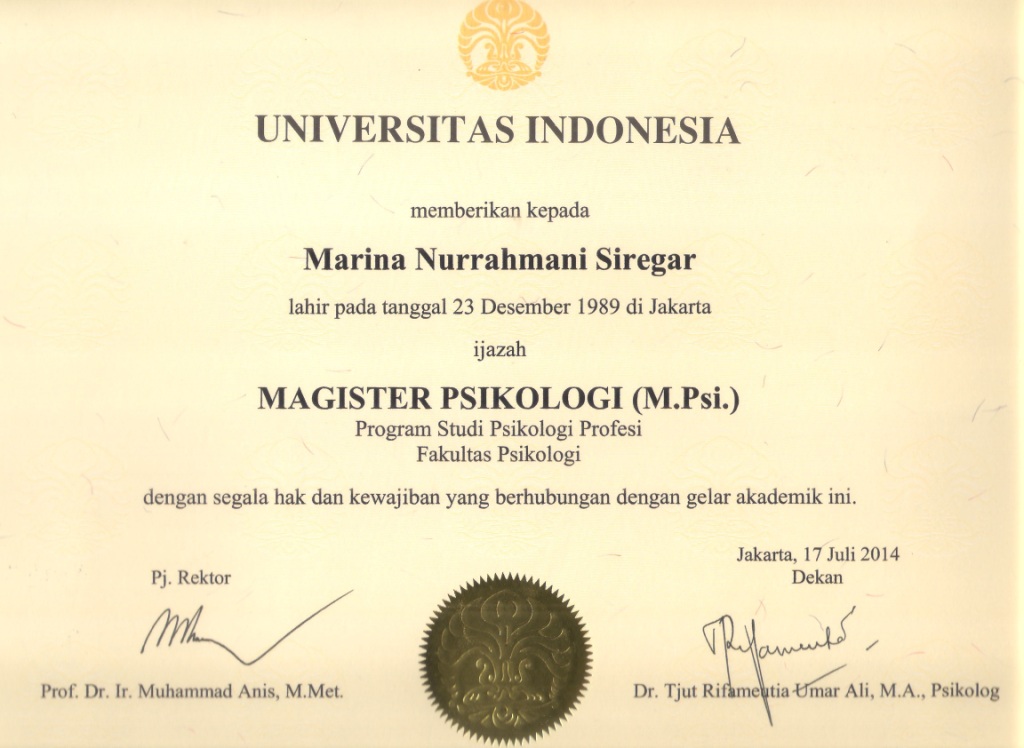 UNIVERSITAS INDONESIA
memberikan kepada
Marina Nurrahmani Siregar
lahir pada tanggal 23 Desember 1989 di Jakarta
ijazah
MAGISTER PSIKOLOGI (M.Psi.)
Program Studi Psikologi Profesi
Fakultas Psikologi
dengan segala hak dan kewajiban yang berhubungan dengan gelar akademik ini.
Jakarta, 17 Juli 2014
Pj. Rektor
Dekan
Prof. Dr. Ir. Muhammad Anis, M.Met.
Dr. Tjut Rifameutia Umar Ali, M.A., Psikolog